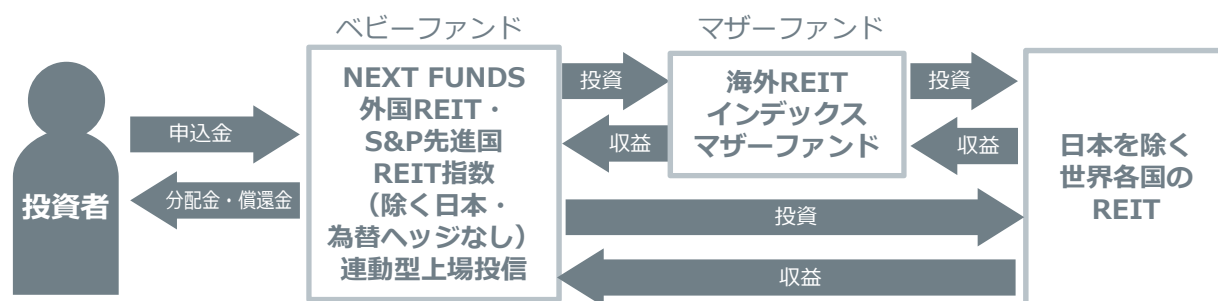 ベビーファンド
マザーファンド
投資者
申込金
分配金・償還金
NEXT FUNDS
外国REIT・
S&P先進国
REIT指数
（除く日本・
為替ヘッジなし）
連動型上場投信
投資
収益
海外REIT
インデックス
マザーファンド
投資
収益
投資
収益
日本を除く
世界各国の
REIT